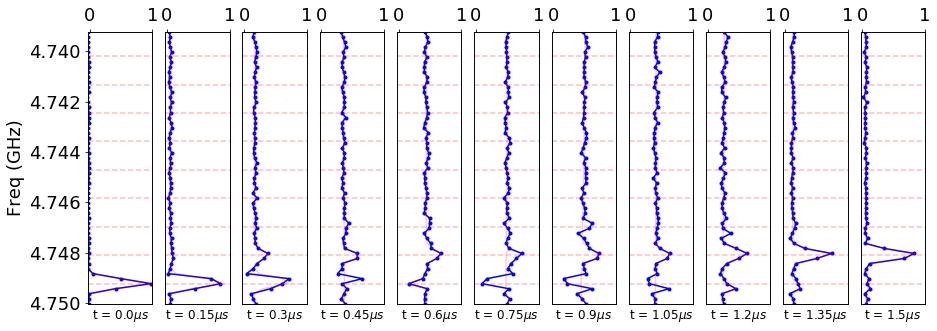 0 1 0 1 0 1 0 1 0 1 0 1 0 1 0 1 0 1 0 1 0 1
4.740
4.742
4.744
4.746
4.748
4.750
Freq (GHz)
t = 0.0μs t = 0.15μs t = 0.3μs t = 0.45μs t = 0.6μs t = 0.75μs t = 0.9μs t = 1.05μs t = 1.2μs t = 1.35μs t = 1.5μs